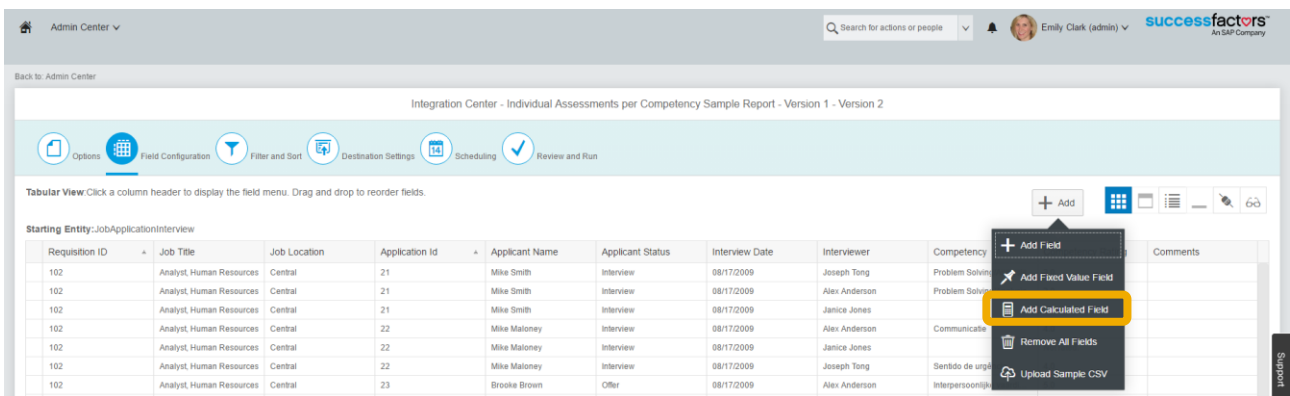 Admin Center
Search for actions or people
Emily Clark (admin)
successfactors™
An SAP Company
Back to: Admin Center
Integration Center - Individual Assessments per Competency Sample Report - Version 1 - Version 2
Options Field Configuration Filter and Sort Destination Settings 14 Scheduling Review and Run
Tabular View:Click a column header to display the field menu. Drag and drop to reorder fields.
+ Add
Starting Entity:JobApplicationInterview
Requisition ID Job Title Job Location Application Id Applicant Name Applicant Status Interview Date Interviewer Competency Comments
102 Analyst, Human Resources Central 21 Mike Smith Interview 08/17/2009 Joseph Tong Problem Solving
102 Analyst, Human Resources Central 21 Mike Smith Interview 08/17/2009 Alex Anderson Problem Solving
102 Analyst, Human Resources Central 21 Mike Smith Interview 08/17/2009 Janice Jones
102 Analyst, Human Resources Central 22 Mike Maloney Interview 08/17/2009 Alex Anderson Communicatie
102 Analyst, Human Resources Central 22 Mike Maloney Interview 08/17/2009 Janice Jones
102 Analyst, Human Resources Central 22 Mike Maloney Interview 08/17/2009 Joseph Tong Sentido de urgê
102 Analyst, Human Resources Central 23 Brooke Brown Offer 08/17/2009 Alex Anderson Interpersoonlijk
Add Field
Add Fixed Value Field
Add Calculated Field
Remove All Fields
Upload Sample CSV
Support